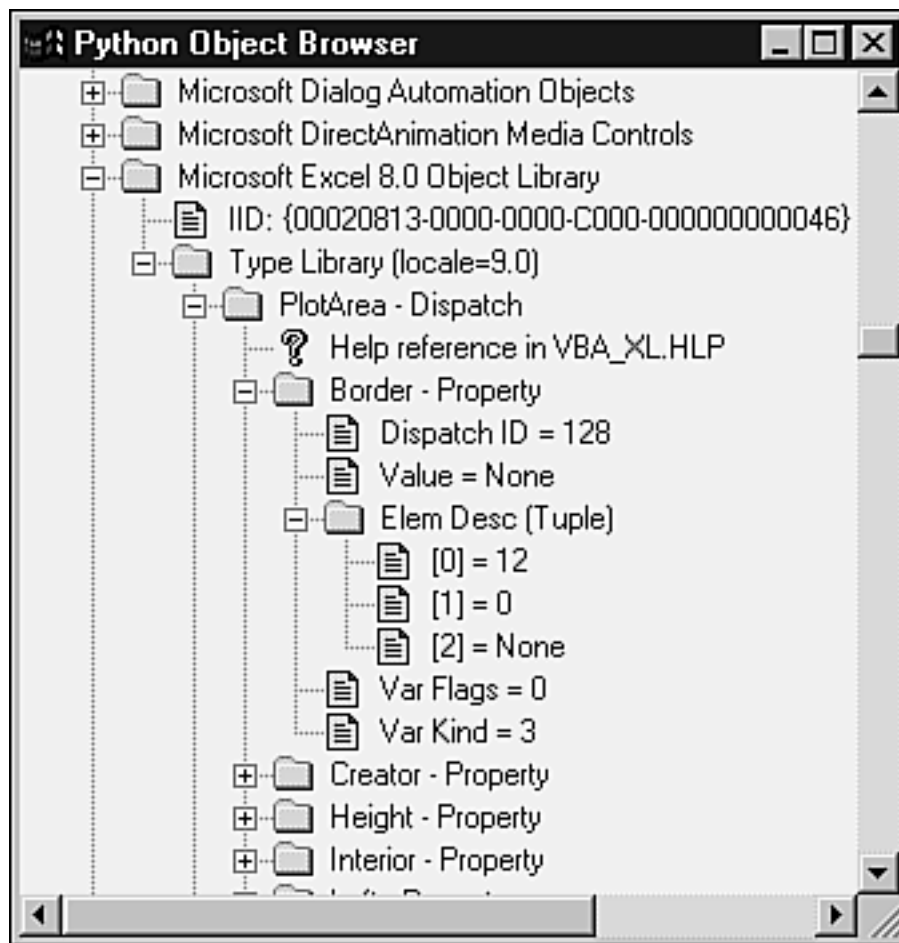 Python Object Browser
Microsoft Dialog Automation Objects
Microsoft DirectAnimation Media Controls
Microsoft Excel 8.0 Object Library
IID: {00020813-0000-0000-C000-000000000046}
Type Library (locale=9.0)
PlotArea - Dispatch
Help reference in VBA_XL.HLP
Border - Property
Dispatch ID = 128
Value = None
Elem Desc (Tuple)
[0] = 12
[1] = 0
[2] = None
Var Flags = 0
Var Kind = 3
Creator - Property
Height - Property
Interior - Property